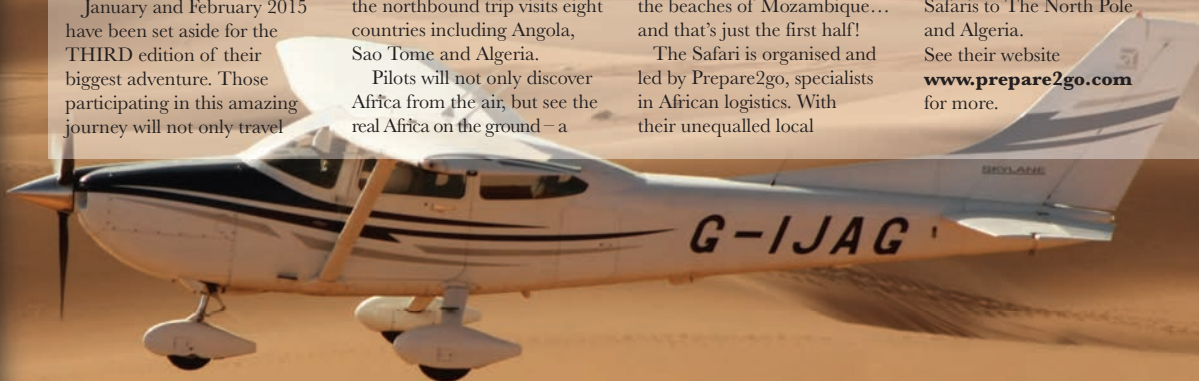 January and February 2015
have been set aside for the
THIRD edition of their
biggest adventure. Those
participating in this amazing
journey will not only travel
the northbound trip visits eight
countries including Angola,
Sao Tome and Algeria.
Pilots will not only discover
Africa from the air, but see the
real Africa on the ground – a
the beaches of Mozambique…
and that's just the first half!
The Safari is organised and
led by Prepare2go, specialists
in African logistics. With
their unequalled local
Safaris to The North Pole
and Algeria.
See their website
www.prepare2go.com
for more.
SKYLANE
G-IJAG